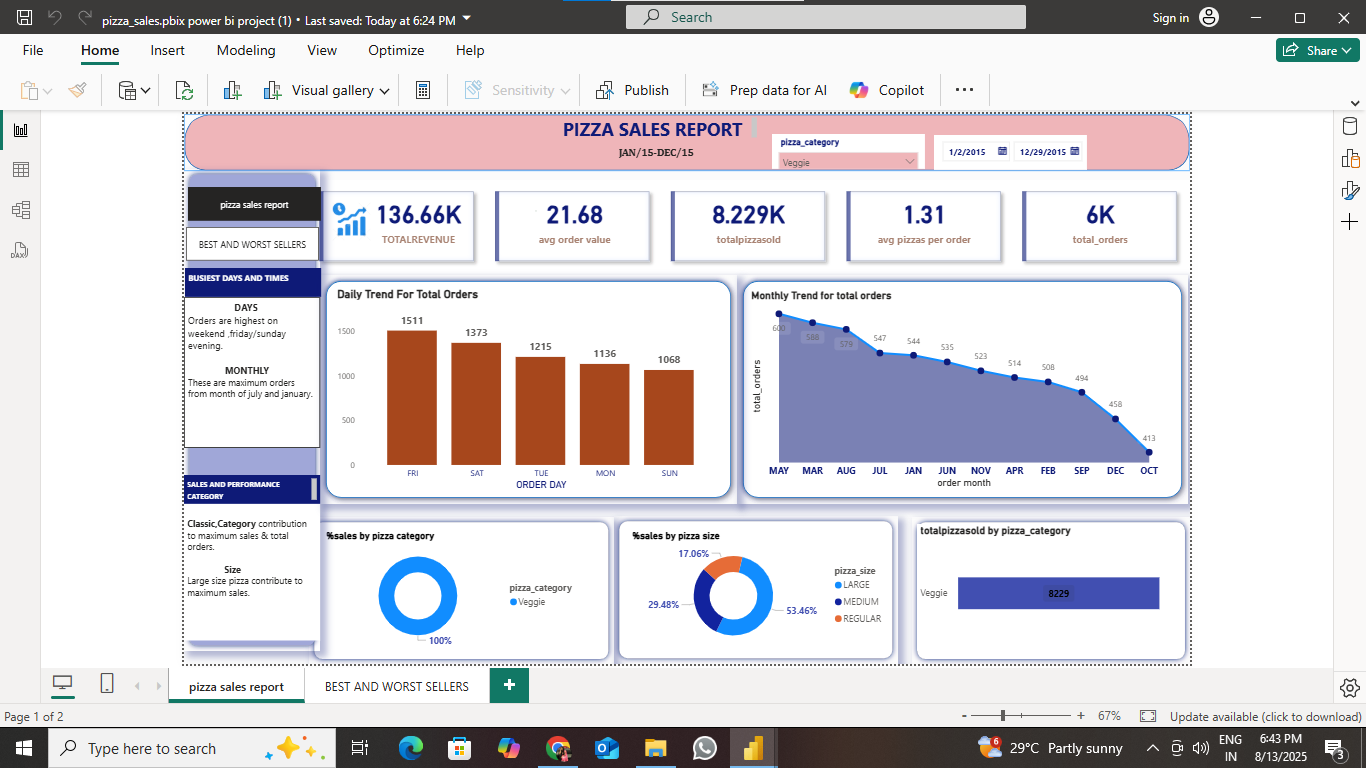 pizza_sales.pbix power bi project (1) • Last saved: Today at 6:24 PM
Search
Sign in
File Home Insert Modeling View Optimize Help
Share
Visual gallery
Sensitivity
Publish
Prep data for AI
Copilot
DAX
PIZZA SALES REPORT
JAN/15-DEC/15
pizza_category
Veggie
1/2/2015 12/29/2015
pizza sales report
BEST AND WORST SELLERS
136.66K
TOTALREVENUE
21.68
avg order value
8.229K
totalpizzasold
1.31
avg pizzas per order
6K
total_orders
BUSIEST DAYS AND TIMES
DAYS
Orders are highest on
weekend ,friday/sunday
evening.
MONTHLY
These are maximum orders
from month of july and january.
SALES AND PERFORMANCE
CATEGORY
Classic,Category contribution
to maximum sales & total
orders.
Size
Large size pizza contribute to
maximum sales.
Daily Trend For Total Orders
1500
1000
500
0
1511 1373 1215 1136 1068
FRI SAT TUE MON SUN
ORDER DAY
Monthly Trend for total orders
total_orders
600 586 579 547 544 535 523 514 508 494 458 413
MAY MAR AUG JUL JAN JUN NOV APR FEB SEP DEC OCT
order month
%sales by pizza category
100%
pizza_category
Veggie
%sales by pizza size
17.06%
29.48%
53.46%
pizza_size
LARGE
MEDIUM
REGULAR
totalpizzasold by pizza_category
Veggie 8229
pizza sales report BEST AND WORST SELLERS +
Page 1 of 2
- + 67%
Update available (click to download)
Type here to search
6
29°C Partly sunny
ENG
IN
6:43 PM
8/13/2025
3